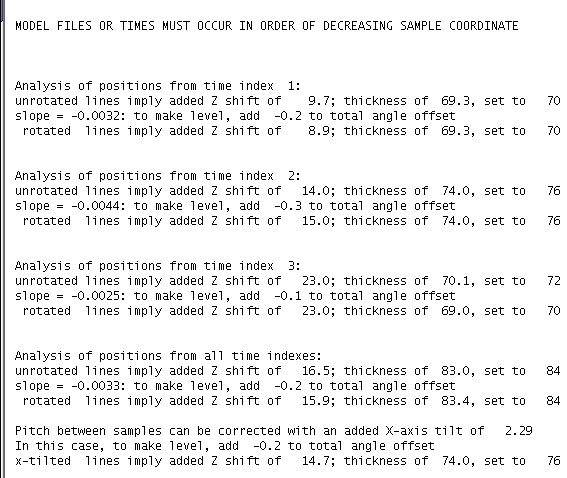 MODEL FILES OR TIMES MUST OCCUR IN ORDER OF DECREASING SAMPLE COORDINATE
Analysis of positions from time index  1:
unrotated lines imply added Z shift of    9.7; thickness of  69.3, set to   70
slope = -0.0032: to make level, add  -0.2 to total angle offset
 rotated  lines imply added Z shift of    8.9; thickness of  69.3, set to   70
Analysis of positions from time index  2:
unrotated lines imply added Z shift of   14.0; thickness of  74.0, set to   76
slope = -0.0044: to make level, add  -0.3 to total angle offset
 rotated  lines imply added Z shift of   15.0; thickness of  74.0, set to   76
Analysis of positions from time index  3:
unrotated lines imply added Z shift of   23.0; thickness of  70.1, set to   72
slope = -0.0025: to make level, add  -0.1 to total angle offset
 rotated  lines imply added Z shift of   23.0; thickness of  69.0, set to   70
Analysis of positions from all time indexes:
unrotated lines imply added Z shift of   16.5; thickness of  83.0, set to   84
slope = -0.0033: to make level, add  -0.2 to total angle offset
 rotated  lines imply added Z shift of   15.9; thickness of  83.4, set to   84
Pitch between samples can be corrected with an added X-axis tilt of   2.29
In this case, to make level, add  -0.2 to total angle offset
x-tilted  lines imply added Z shift of   14.7; thickness of  74.0, set to   76